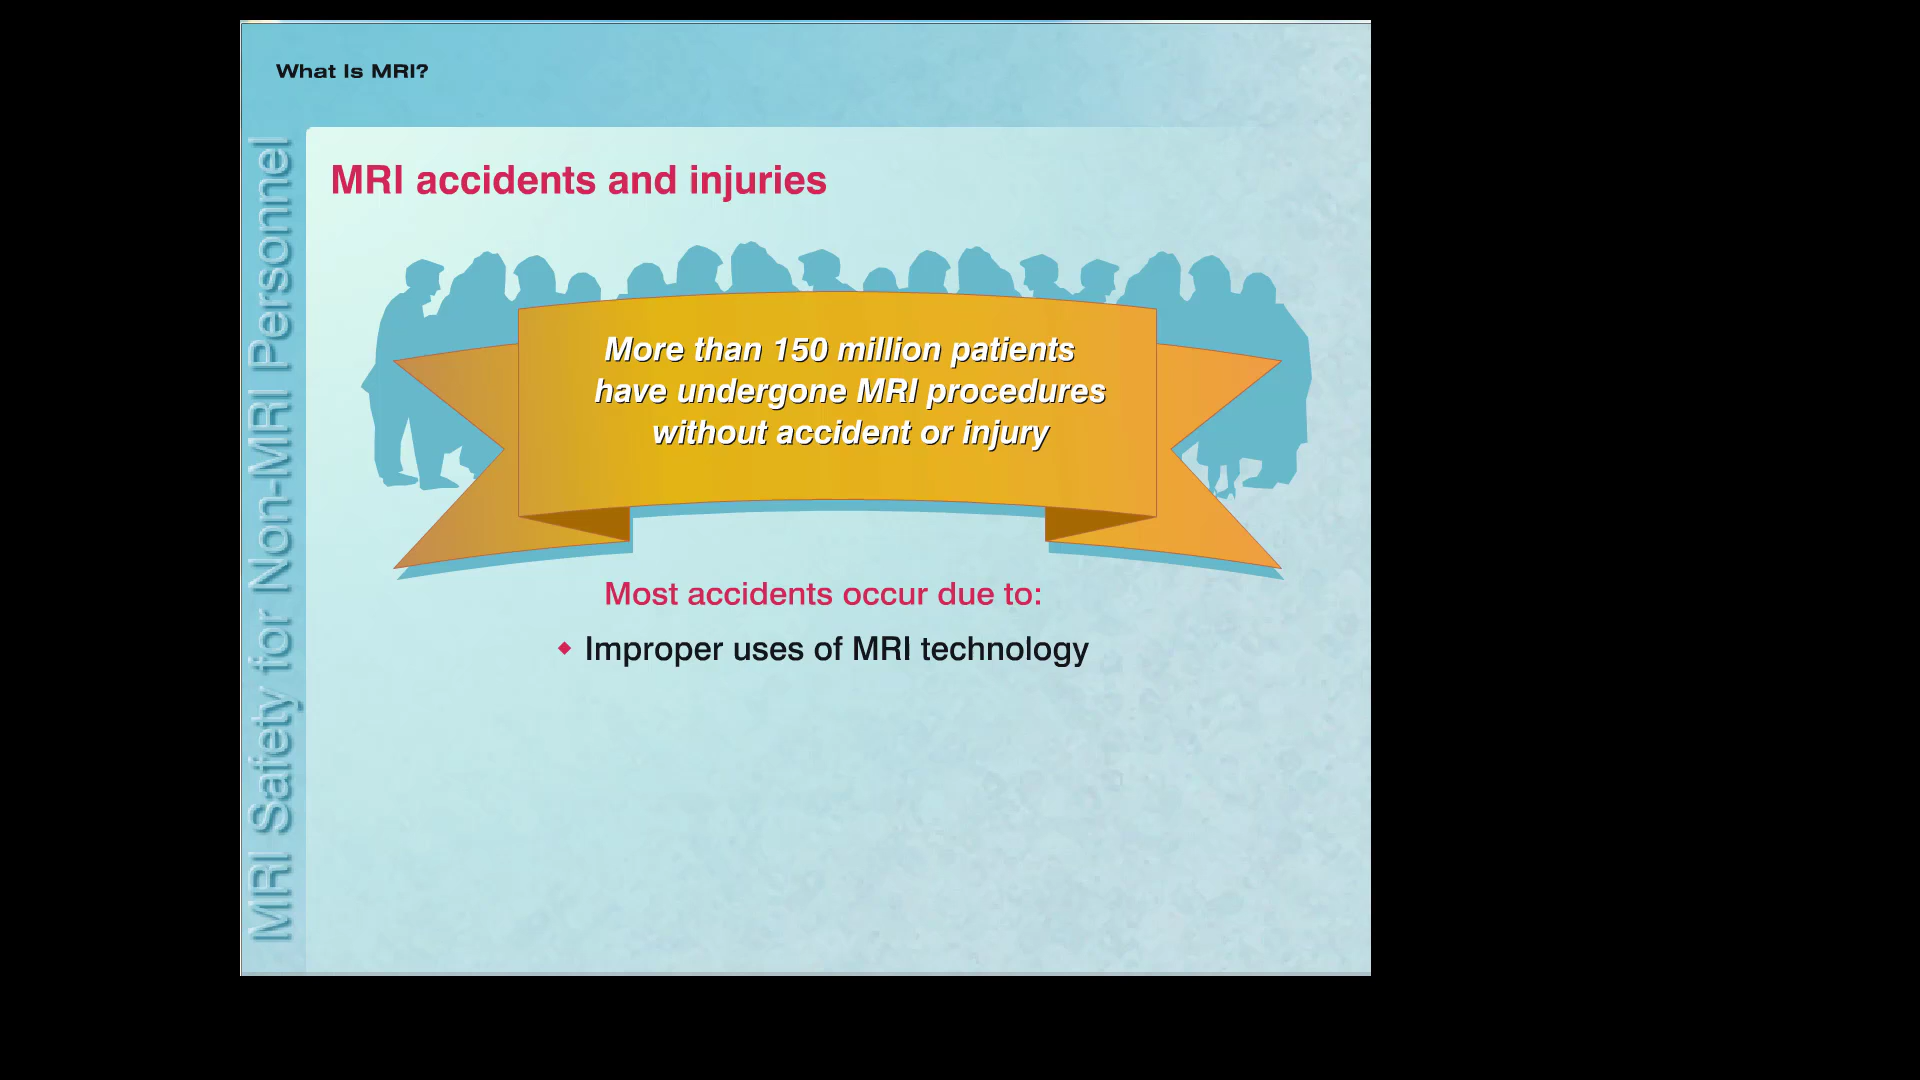 What Is MRI?
MRI Safety for Non-MRI Personnel
MRI accidents and injuries
More than 150 million patients
have undergone MRI procedures
without accident or injury
Most accidents occur due to:
◆ Improper uses of MRI technology